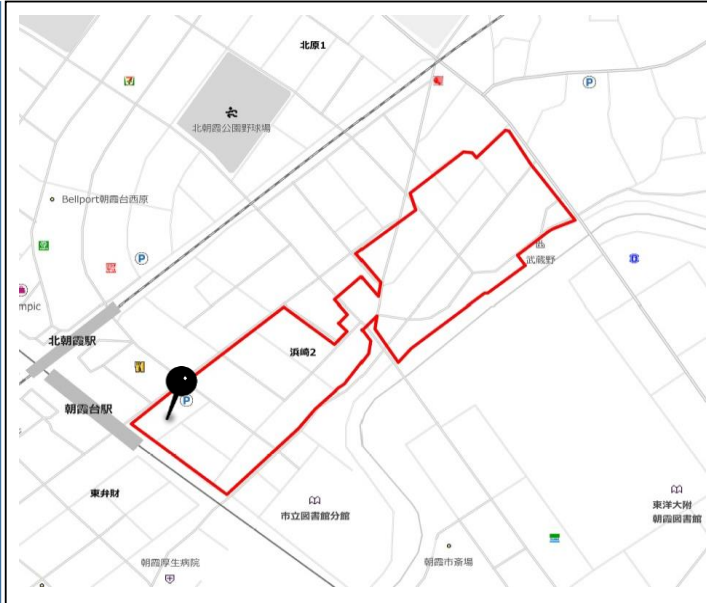 北原1
北朝霞公園野球場
Bellport朝霞台西原
P
P
武蔵野
mpic
北朝霞駅
浜崎2
朝霞台駅
P
東弁財
市立図書館分館
東洋大附
朝霞図書館
朝霞厚生病院
朝霞市斎場